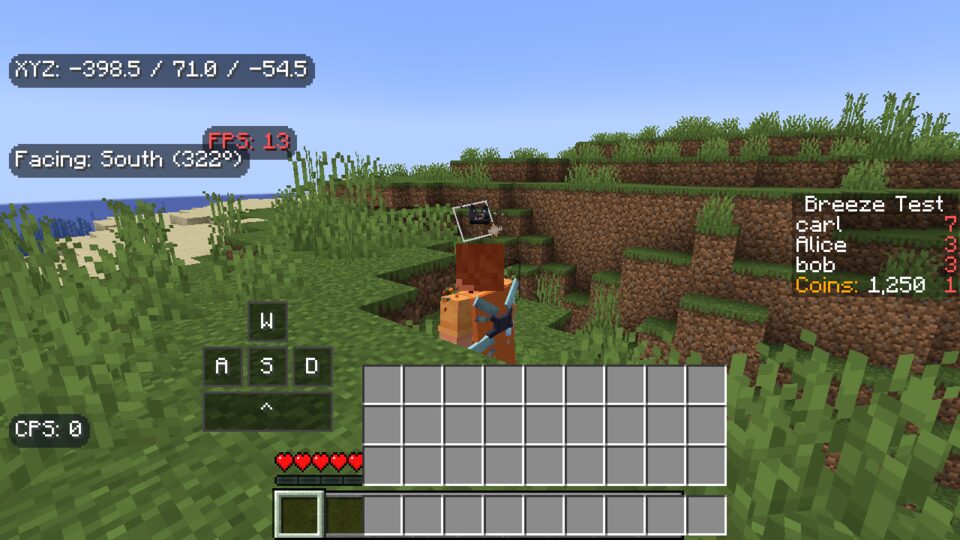 XYZ: -398.5 / 71.0 / -54.5
FPS: 13
Facing: South (322°)
Breeze Test
carl 7
Alice 3
bob 3
Coins: 1,250 1
W
A S D
^
CPS: 0